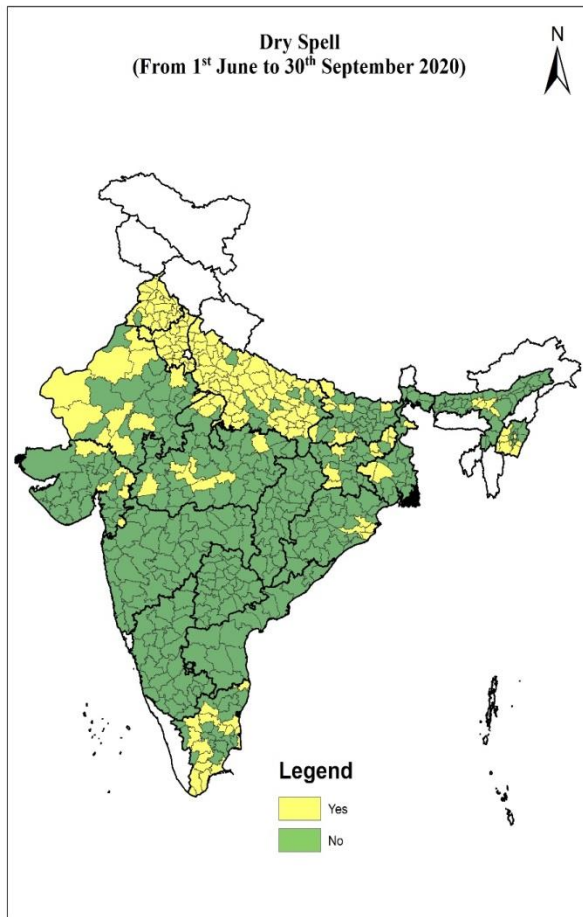 Dry Spell
(From 1st June to 30th September 2020)
N
Legend
Yes
No